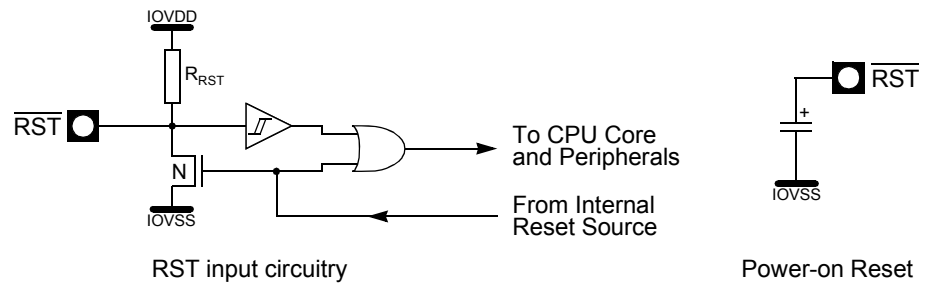 IOVDD
R_RST
RST
N
IOVSS
To CPU Core
and Peripherals
From Internal
Reset Source
RST input circuitry
RST
+
IOVSS
Power-on Reset